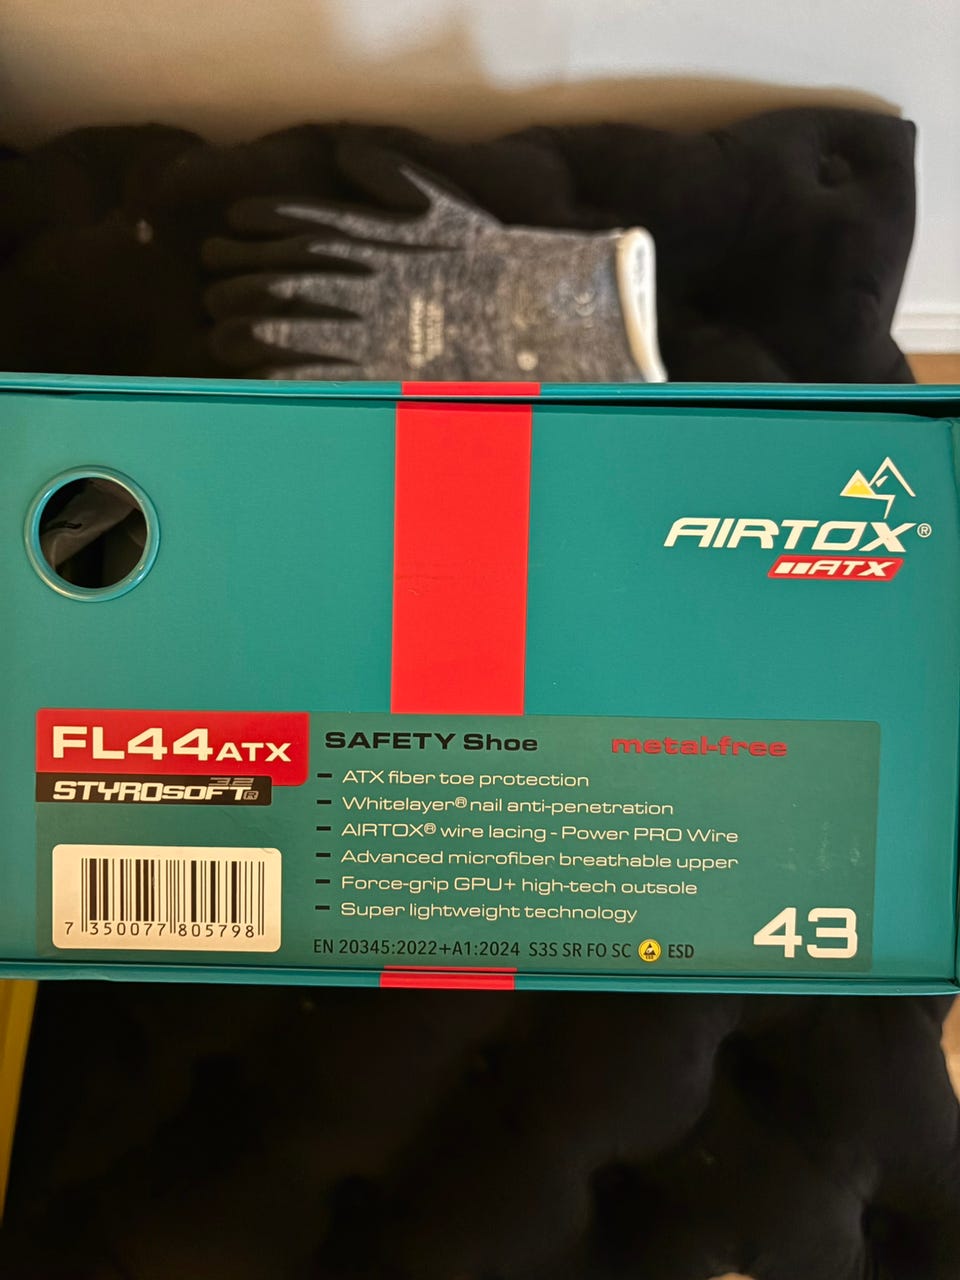 AIRTOX®
ATX
FL44ATX
STYROSOFT 3.2 R
SAFETY Shoe metal-free
- ATX fiber toe protection
- Whitelayer® nail anti-penetration
- AIRTOX® wire lacing - Power PRO Wire
- Advanced microfiber breathable upper
- Force-grip GPU+ high-tech outsole
- Super lightweight technology
7 350077 805798
EN 20345:2022+A1:2024 S3S SR FO SC ESD
43